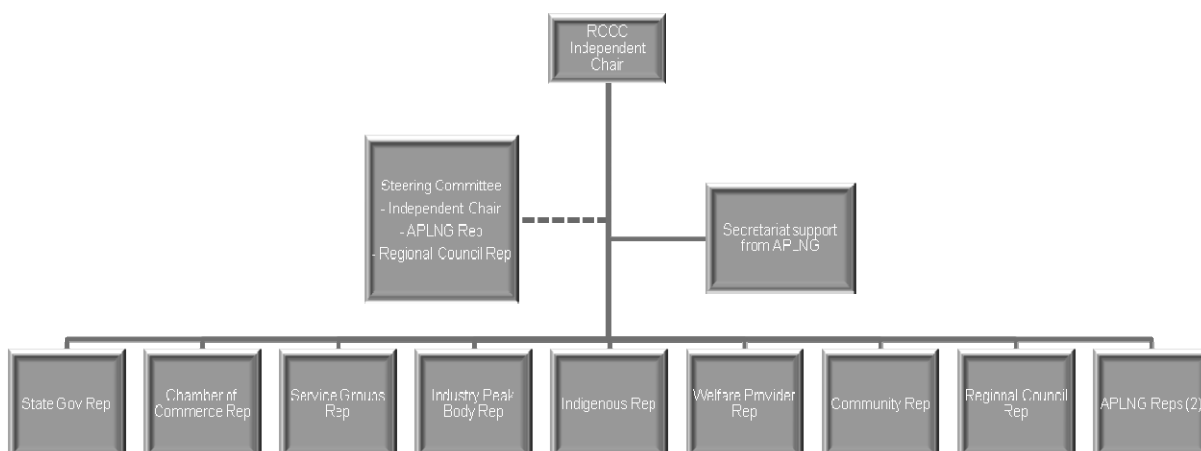 RCCC
Independent
Chair
Steering Committee
- Independent Chair
- APLNG Rep
- Regional Council Rep
Secretariat support
from APLNG
State Gov Rep
Chamber of
Commerce Rep
Service Groups
Rep
Industry Peak
Body Rep
Indigenous Rep
Welfare Provider
Rep
Community Rep
Regional Council
Rep
APLNG Reps (2)